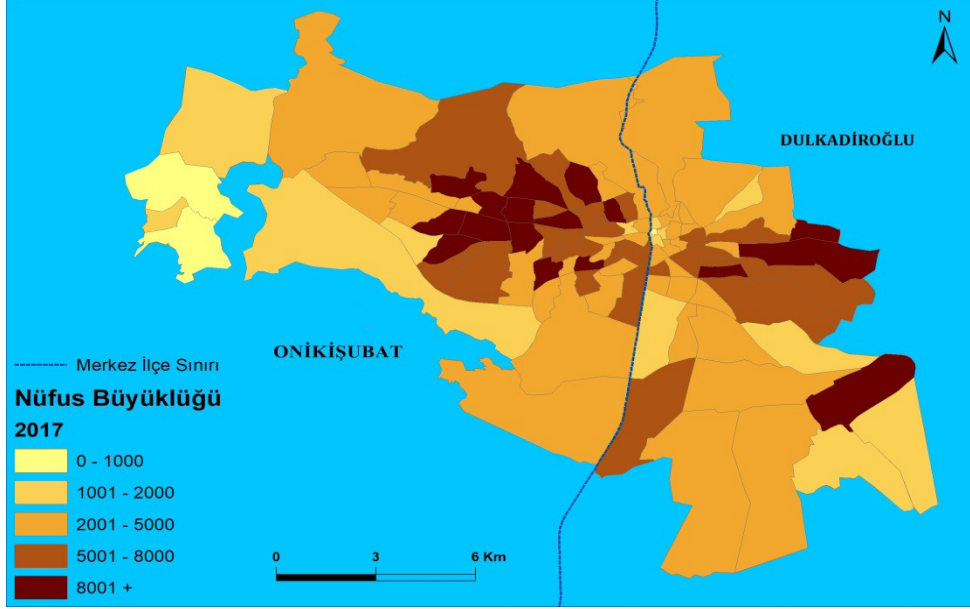 N
DULKADİROĞLU
ONİKİŞUBAT
Merkez İlçe Sınırı
Nüfus Büyüklüğü
2017
0 - 1000
1001 - 2000
2001 - 5000
5001 - 8000
8001 +
0 3 6 Km